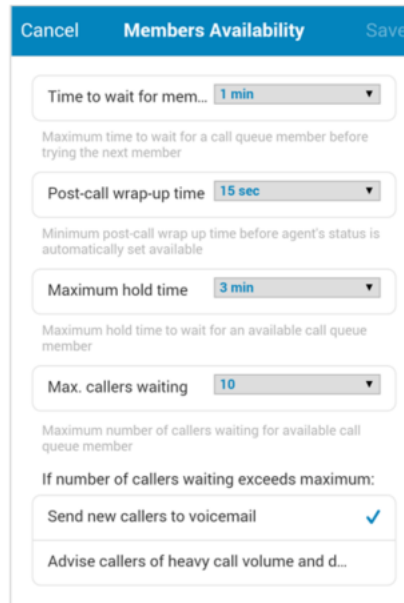 Cancel Members Availability Save
Time to wait for mem... 1 min
Maximum time to wait for a call queue member before
trying the next member
Post-call wrap-up time 15 sec
Minimum post-call wrap up time before agent's status is
automatically set available
Maximum hold time 3 min
Maximum hold time to wait for an available call queue
member
Max. callers waiting 10
Maximum number of callers waiting for available call
queue member
If number of callers waiting exceeds maximum:
Send new callers to voicemail
Advise callers of heavy call volume and d...